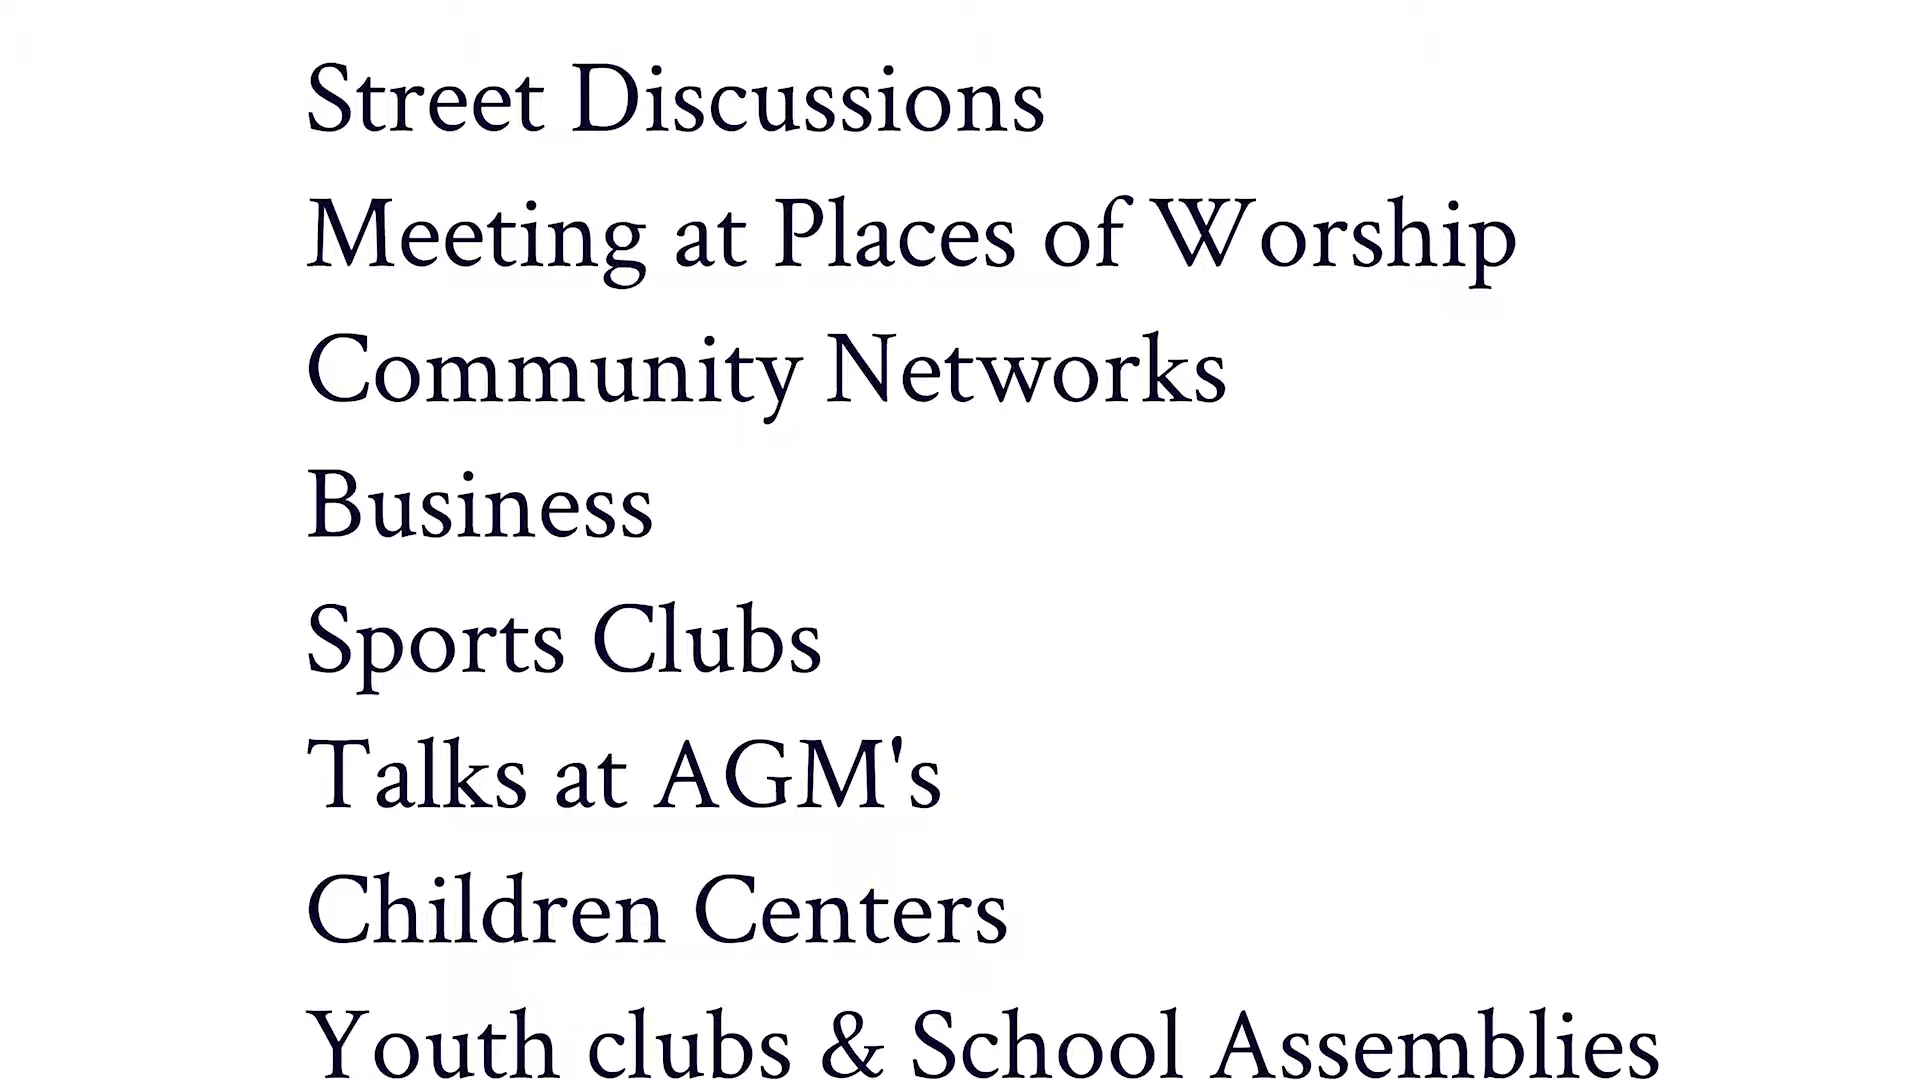 Street Discussions
Meeting at Places of Worship
Community Networks
Business
Sports Clubs
Talks at AGM's
Children Centers
Youth clubs & School Assemblies